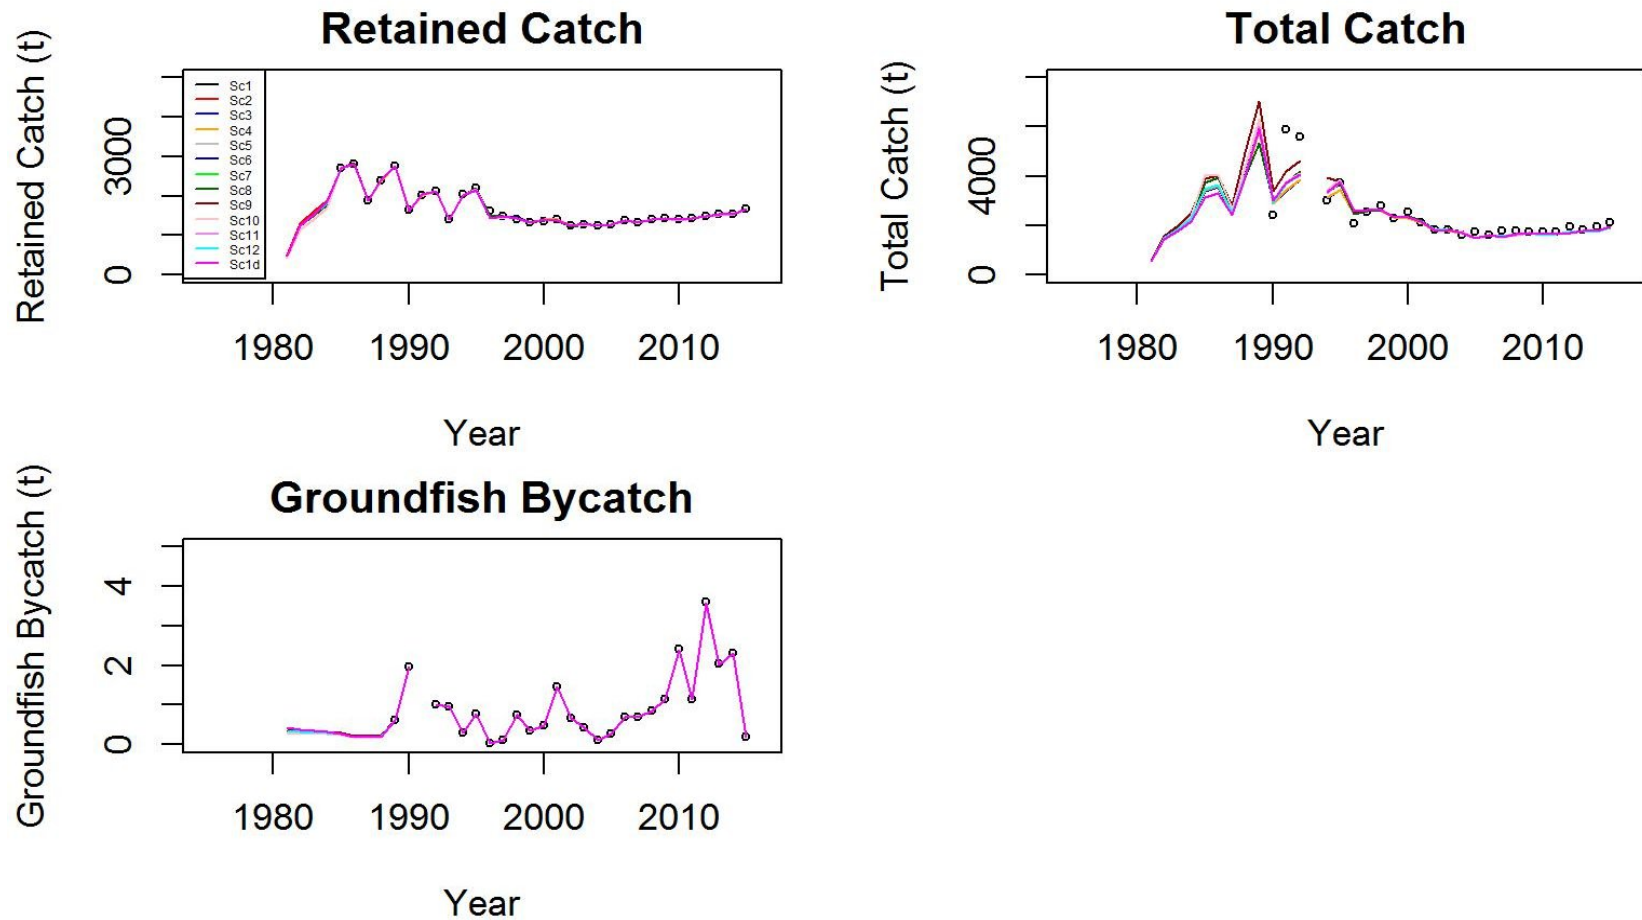 Retained Catch
Retained Catch (t)
3000
0
Sc1
Sc2
Sc3
Sc4
Sc5
Sc6
Sc7
Sc8
Sc9
Sc10
Sc11
Sc12
Sc1d
1980 1990 2000 2010
Year
Total Catch
Total Catch (t)
4000
0
1980 1990 2000 2010
Year
Groundfish Bycatch
Groundfish Bycatch (t)
4
2
0
1980 1990 2000 2010
Year